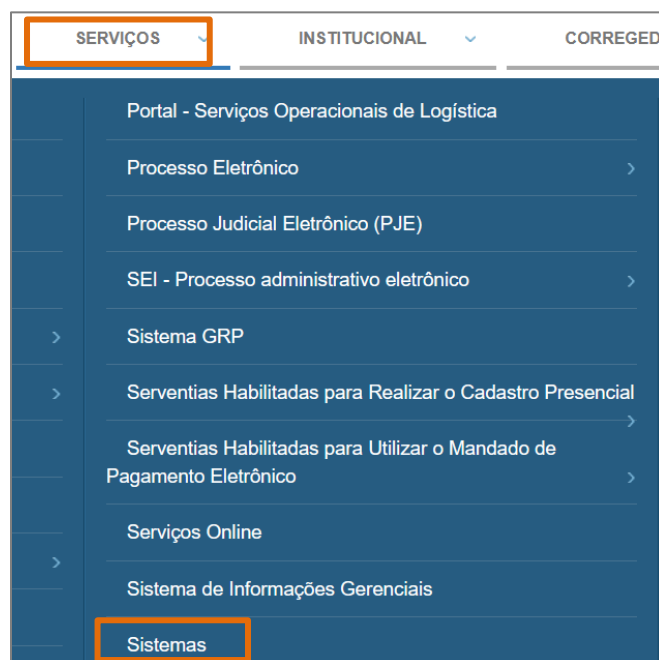 SERVIÇOS INSTITUCIONAL CORREGED
Portal - Serviços Operacionais de Logística
Processo Eletrônico
Processo Judicial Eletrônico (PJE)
SEI - Processo administrativo eletrônico
Sistema GRP
Serventias Habilitadas para Realizar o Cadastro Presencial
Serventias Habilitadas para Utilizar o Mandado de
Pagamento Eletrônico
Serviços Online
Sistema de Informações Gerenciais
Sistemas